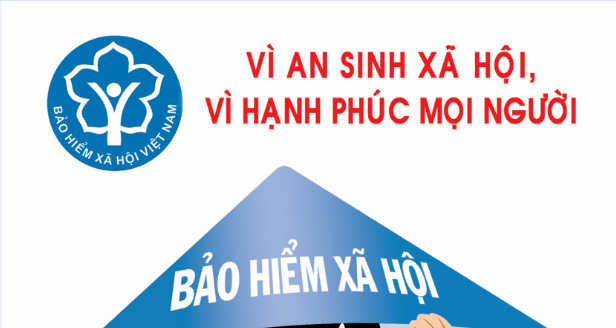 VÌ AN SINH XÃ HỘI,
VÌ HẠNH PHÚC MỌI NGƯỜI
BẢO HIỂM XÃ HỘI VIỆT NAM
BẢO HIỂM XÃ HỘI